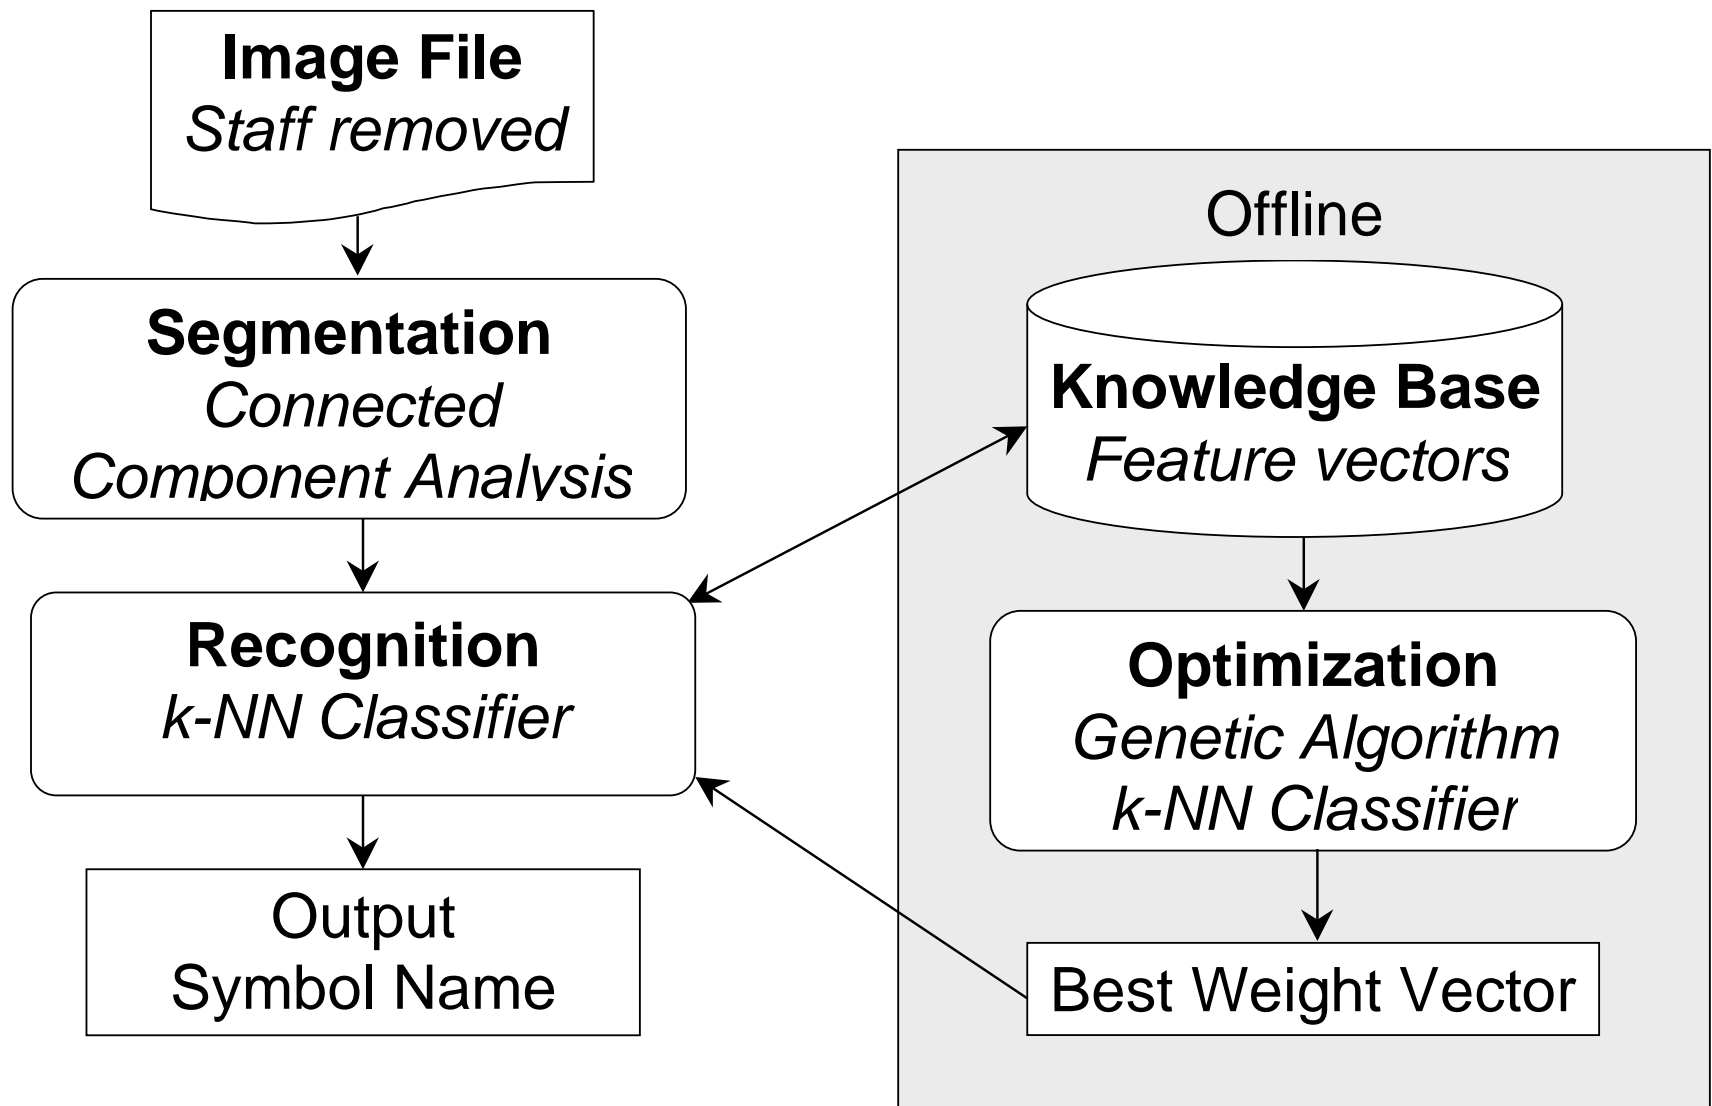 Image File
Staff removed
Segmentation
Connected
Component Analysis
Recognition
k-NN Classifier
Output
Symbol Name
Offline
Knowledge Base
Feature vectors
Optimization
Genetic Algorithm
k-NN Classifier
Best Weight Vector